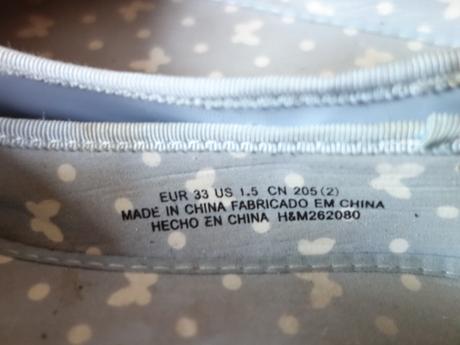 EUR 33 US 1.5 CN 205(2)
MADE IN CHINA FABRICADO EM CHINA
HECHO EN CHINA H&M262080